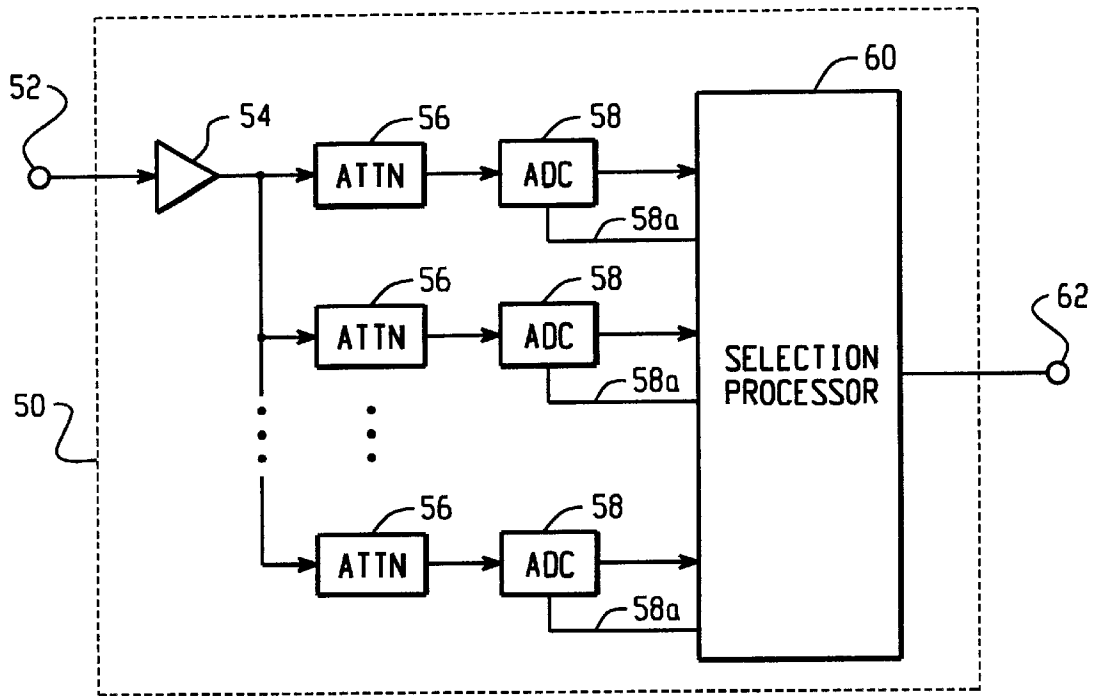 60
52
54
56
58
ATTN
ADC
58a
56
58
62
ATTN
ADC
SELECTION
PROCESSOR
58a
50
56
58
ATTN
ADC
58a